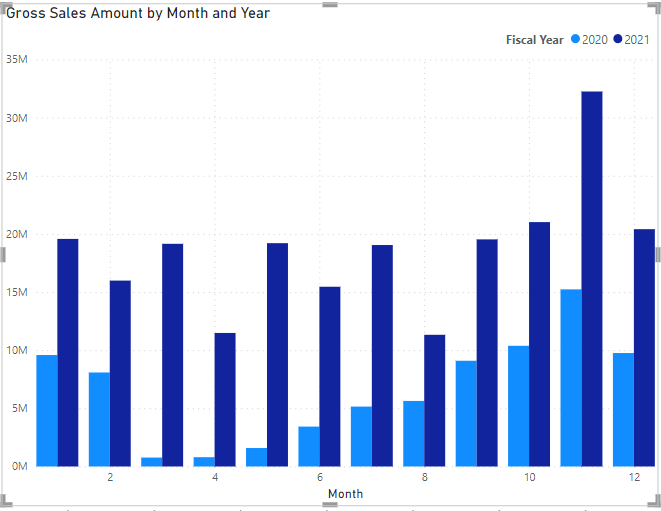 Gross Sales Amount by Month and Year
Fiscal Year 2020 2021
35M
30M
25M
20M
15M
10M
5M
0M
2 4 6 8 10 12
Month